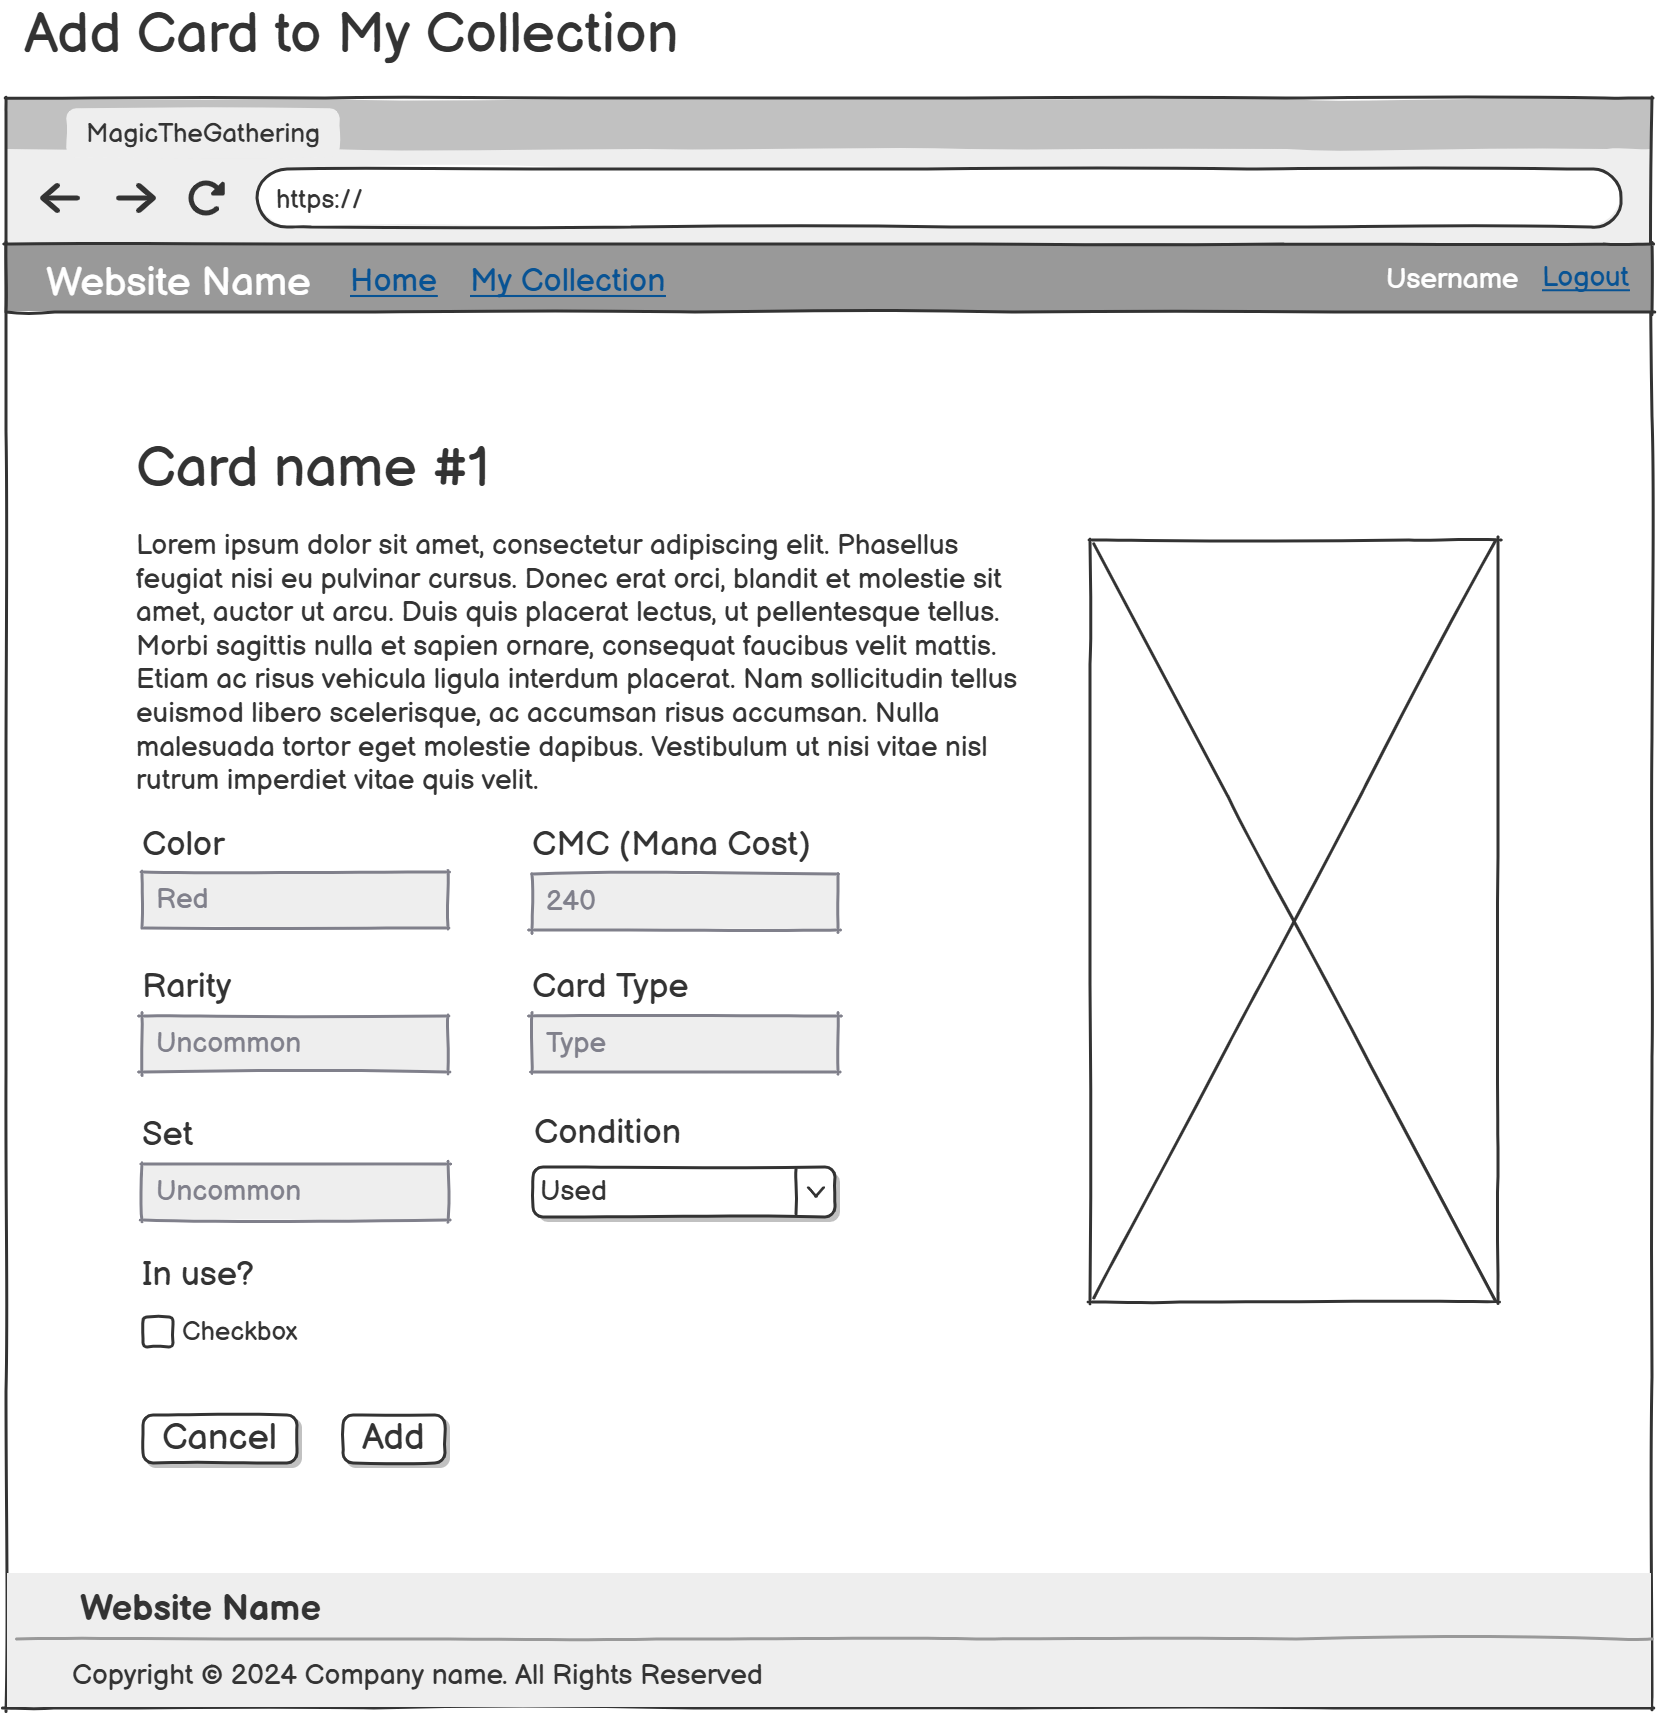 Add Card to My Collection
MagicTheGathering
https://
Website Name Home My Collection Username Logout
Card name #1
Lorem ipsum dolor sit amet, consectetur adipiscing elit. Phasellus
feugiat nisi eu pulvinar cursus. Donec erat orci, blandit et molestie sit
amet, auctor ut arcu. Duis quis placerat lectus, ut pellentesque tellus.
Morbi sagittis nulla et sapien ornare, consequat faucibus velit mattis.
Etiam ac risus vehicula ligula interdum placerat. Nam sollicitudin tellus
euismod libero scelerisque, ac accumsan risus accumsan. Nulla
malesuada tortor eget molestie dapibus. Vestibulum ut nisi vitae nisl
rutrum imperdiet vitae quis velit.
Color
Red
CMC (Mana Cost)
240
Rarity
Uncommon
Card Type
Type
Set
Uncommon
Condition
Used
In use?
Checkbox
Cancel
Add
Website Name
Copyright © 2024 Company name. All Rights Reserved